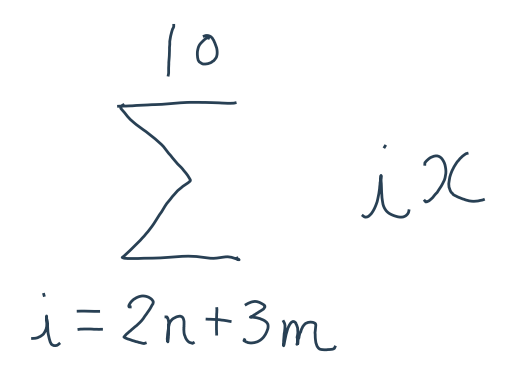 10
∑ ix
i = 2n + 3m